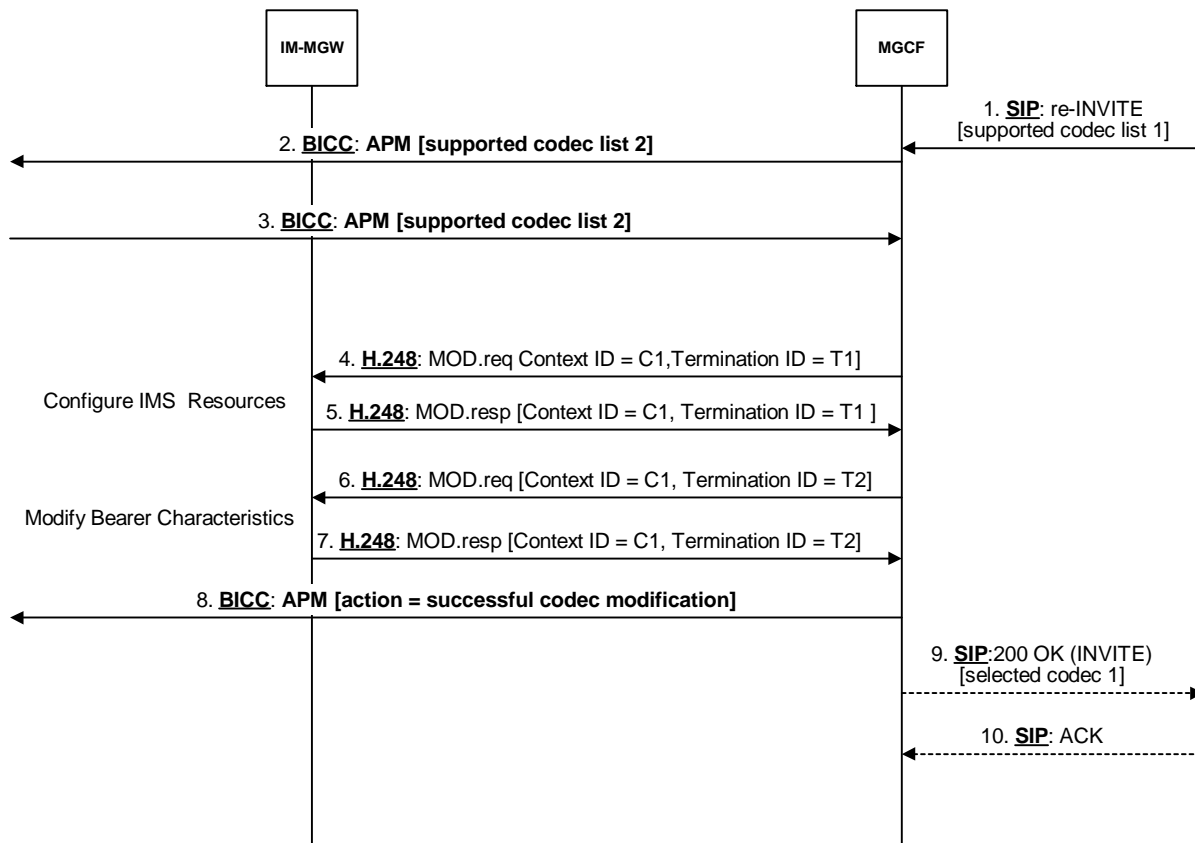 IM-MGW
MGCF
1. SIP: re-INVITE
[supported codec list 1]
2. BICC: APM [supported codec list 2]
3. BICC: APM [supported codec list 2]
4. H.248: MOD.req Context ID = C1,Termination ID = T1]
Configure IMS Resources
5. H.248: MOD.resp [Context ID = C1, Termination ID = T1 ]
6. H.248: MOD.req [Context ID = C1, Termination ID = T2]
Modify Bearer Characteristics
7. H.248: MOD.resp [Context ID = C1, Termination ID = T2]
8. BICC: APM [action = successful codec modification]
9. SIP:200 OK (INVITE)
[selected codec 1]
10. SIP: ACK